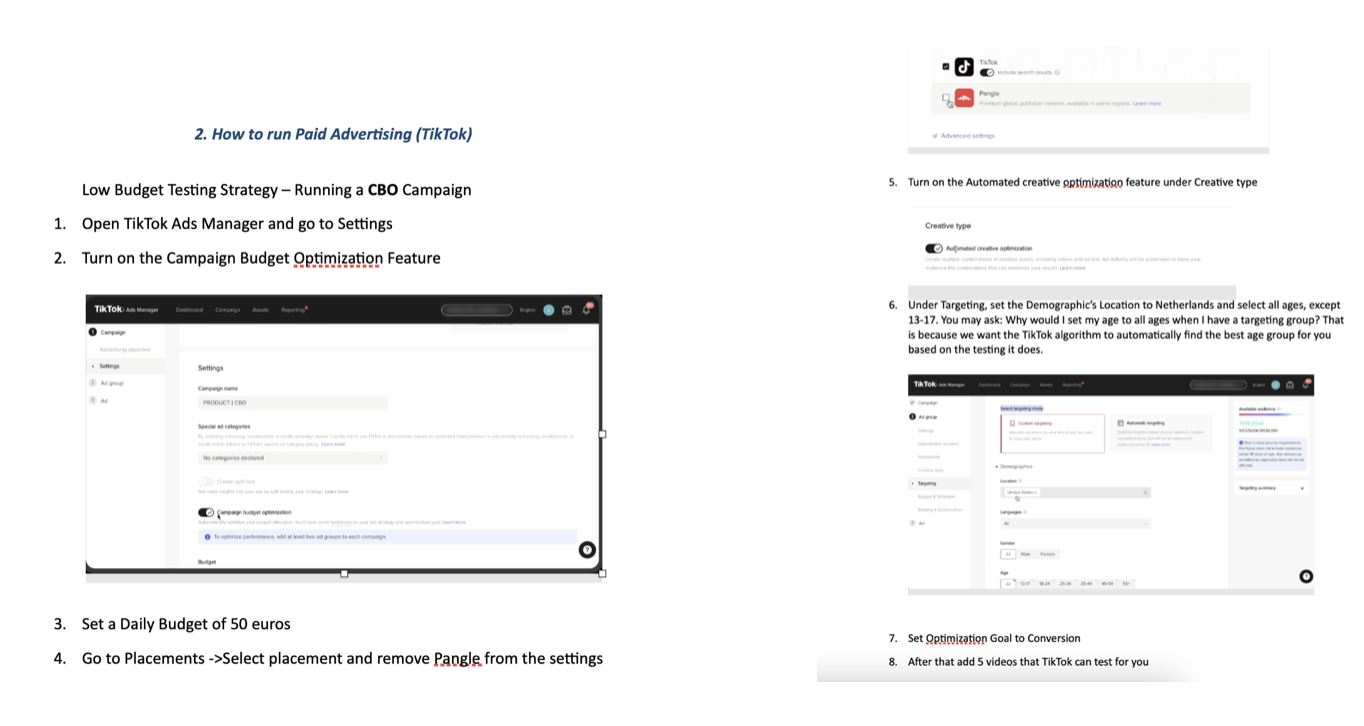 2. How to run Paid Advertising (TikTok)
Low Budget Testing Strategy – Running a CBO Campaign
1. Open TikTok Ads Manager and go to Settings
2. Turn on the Campaign Budget Optimization Feature
TikTok: Ads Manager Dashboard Campaign Assets Reporting English
Campaign
Advertising objective
Settings
Ad group
Ad
Settings
Campaign name
PRODUCT | CBO
Special ad categories
No categories declared
Create split test
Get more insights into your ads by split testing your strategy. Learn more
Campaign budget optimization
To optimize performance, add at least two ad groups to each campaign.
Budget
3. Set a Daily Budget of 50 euros
4. Go to Placements ->Select placement and remove Pangle from the settings
TikTok
Include search results
Pangle
Premium global publisher network, available in some regions. Learn more
Advanced settings
5. Turn on the Automated creative optimization feature under Creative type
Creative type
Automated creative optimization
6. Under Targeting, set the Demographic's Location to Netherlands and select all ages, except
13-17. You may ask: Why would I set my age to all ages when I have a targeting group? That
is because we want the TikTok algorithm to automatically find the best age group for you
based on the testing it does.
TikTok: Ads Manager Dashboard Campaign Assets Reporting English
Campaign
Ad group
Settings
Placements
Creative type
Targeting
Budget & Schedule
Bidding & Optimization
Ad
Select targeting mode
Custom targeting
Automatic targeting
Demographics
Location
United States
Languages
All
Gender
All Male Female
Age
All 13-17 18-24 25-34 35-44 45-54 55+
Available audience
Targeting summary
7. Set Optimization Goal to Conversion
8. After that add 5 videos that TikTok can test for you